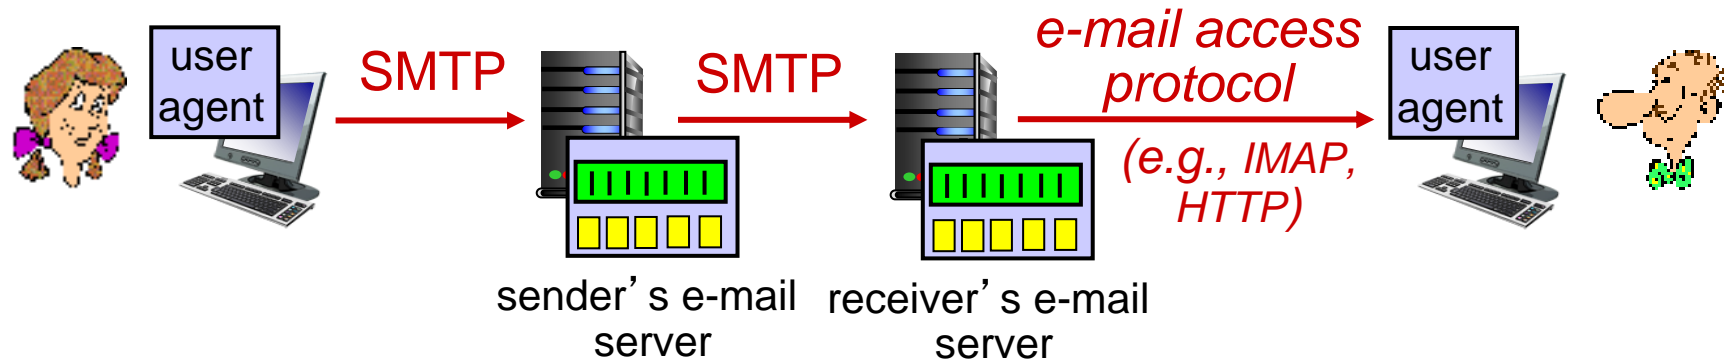 user
agent
SMTP
SMTP
e-mail access
protocol
(e.g., IMAP,
HTTP)
user
agent
sender’s e-mail
server
receiver’s e-mail
server